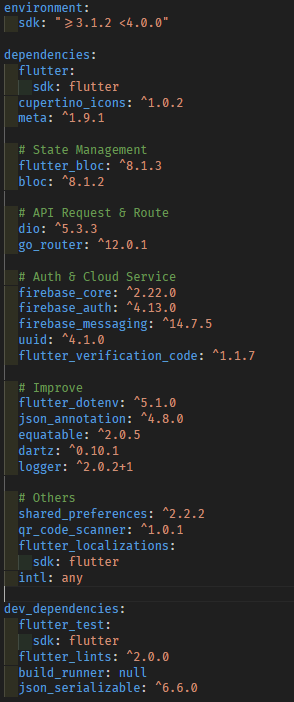 environment:
  sdk: ">=3.1.2 <4.0.0"

dependencies:
  flutter:
    sdk: flutter
  cupertino_icons: ^1.0.2
  meta: ^1.9.1

  # State Management
  flutter_bloc: ^8.1.3
  bloc: ^8.1.2

  # API Request & Route
  dio: ^5.3.3
  go_router: ^12.0.1

  # Auth & Cloud Service
  firebase_core: ^2.22.0
  firebase_auth: ^4.13.0
  firebase_messaging: ^14.7.5
  uuid: ^4.1.0
  flutter_verification_code: ^1.1.7

  # Improve
  flutter_dotenv: ^5.1.0
  json_annotation: ^4.8.0
  equatable: ^2.0.5
  dartz: ^0.10.1
  logger: ^2.0.2+1

  # Others
  shared_preferences: ^2.2.2
  qr_code_scanner: ^1.0.1
  flutter_localizations:
    sdk: flutter
  intl: any

dev_dependencies:
  flutter_test:
    sdk: flutter
  flutter_lints: ^2.0.0
  build_runner: null
  json_serializable: ^6.6.0